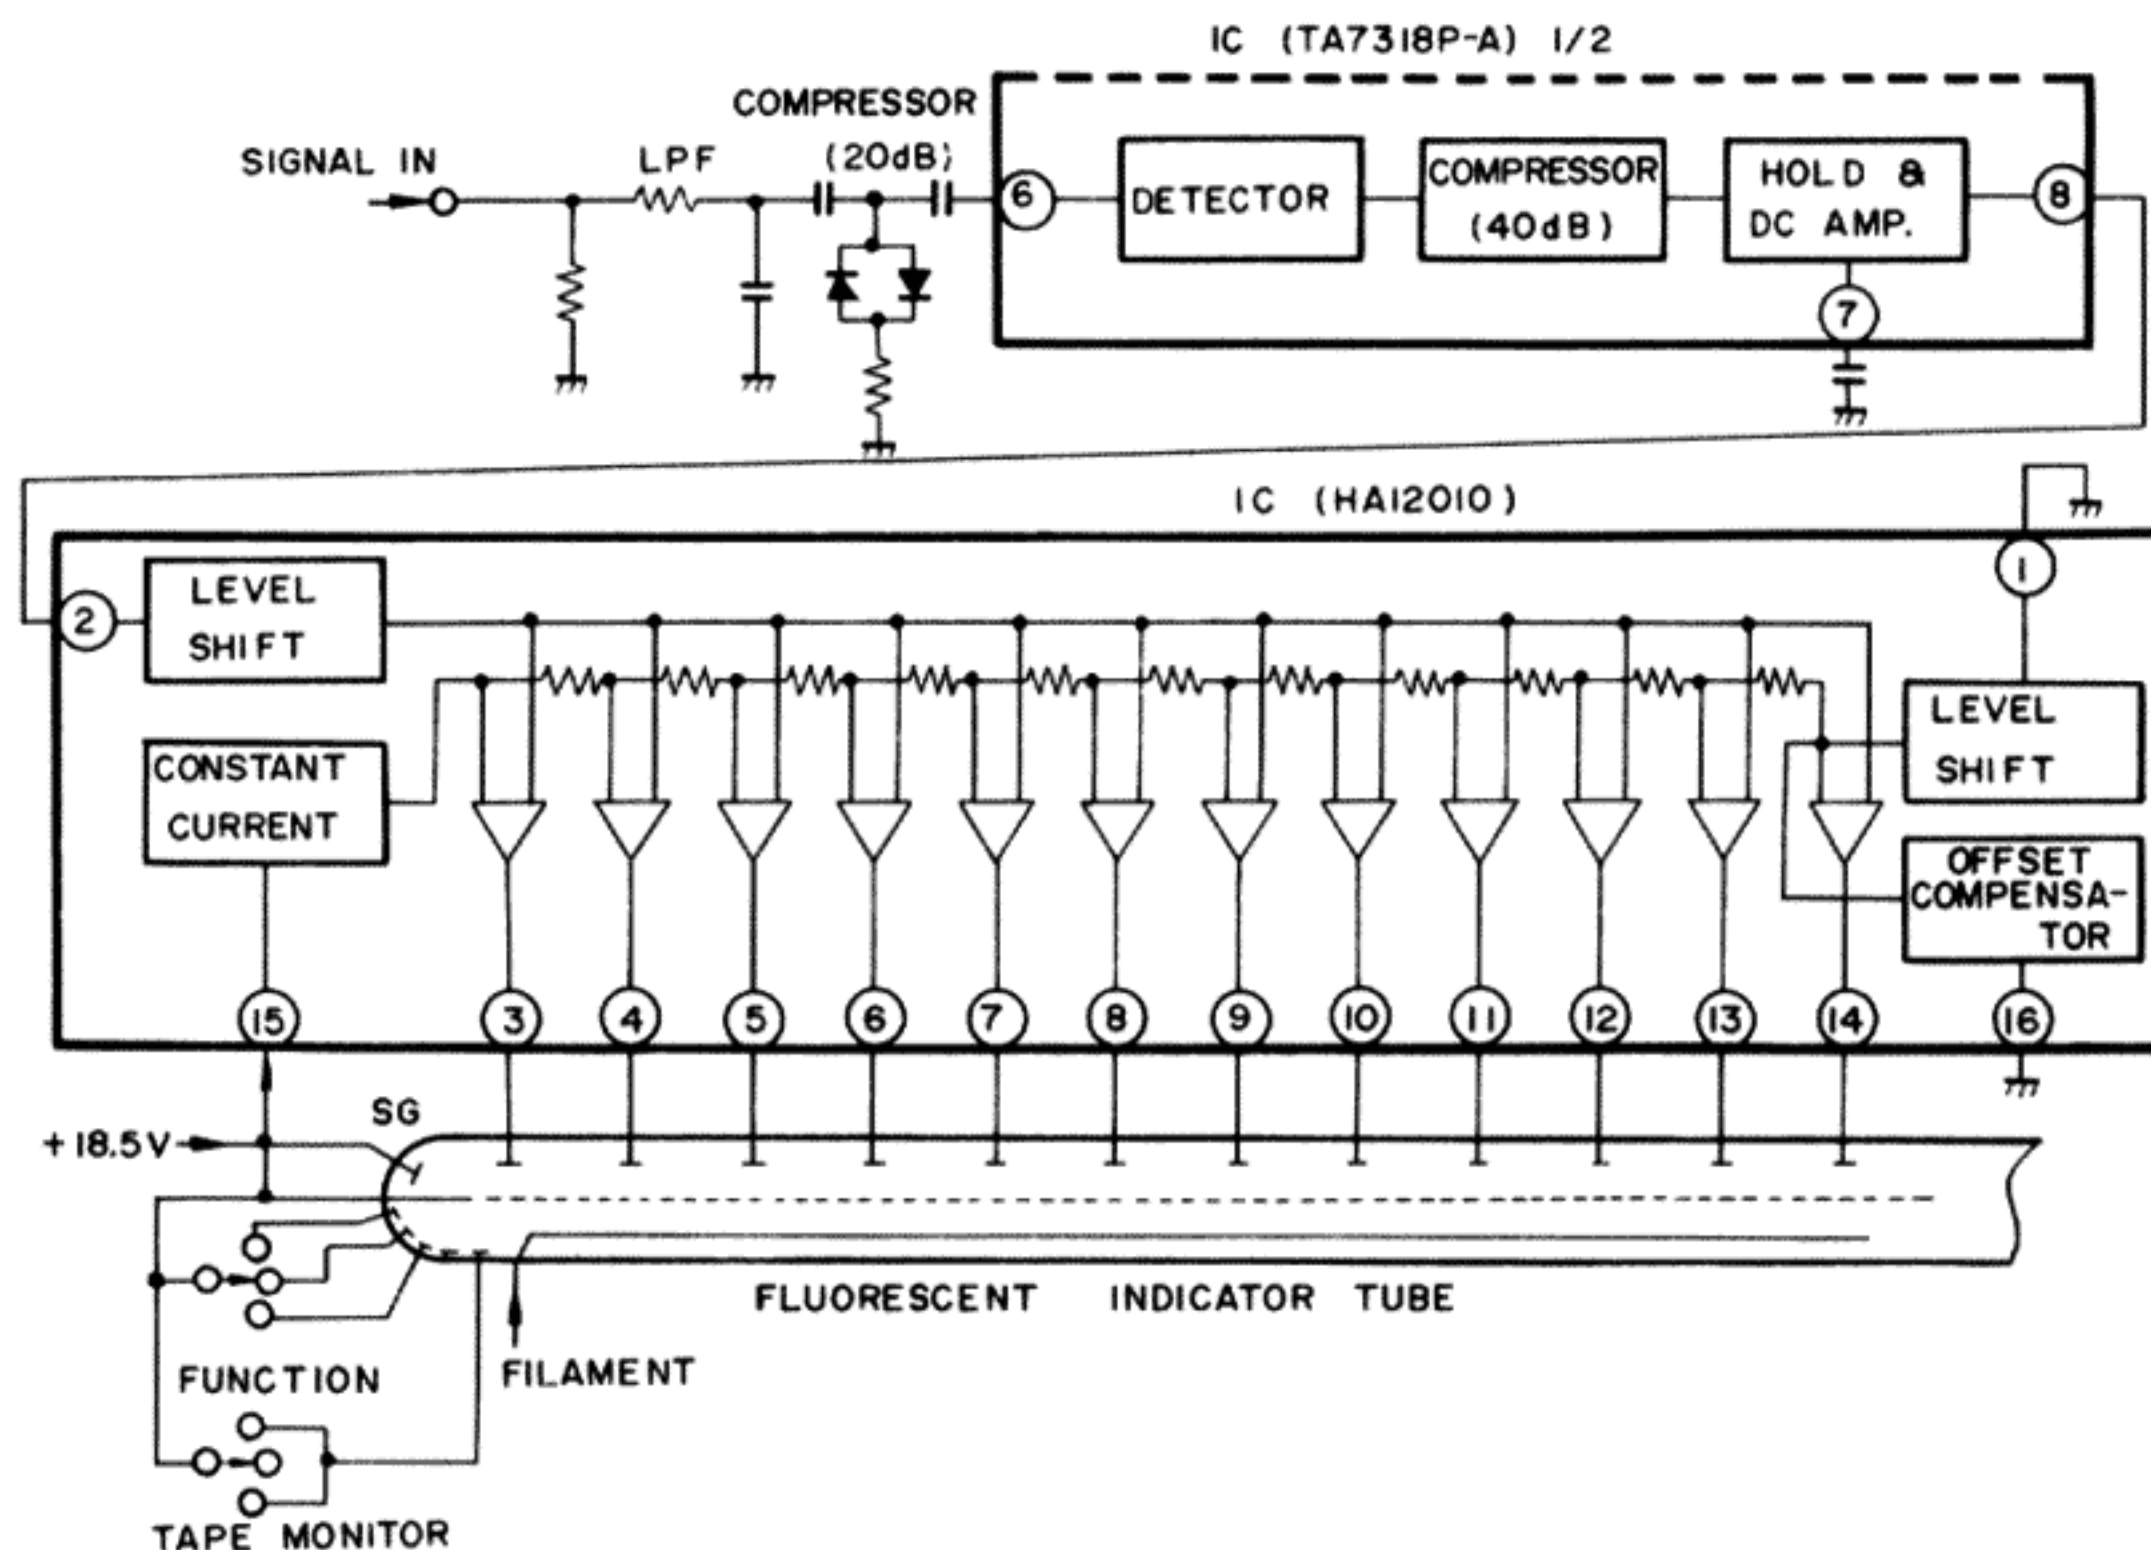 IC (TA7318P-A) 1/2
COMPRESSOR
(20dB)
SIGNAL IN
LPF
6
DETECTOR
COMPRESSOR
(40dB)
HOLD &
DC AMP.
8
7
IC (HA12010)
1
2
LEVEL
SHIFT
CONSTANT
CURRENT
LEVEL
SHIFT
OFFSET
COMPENSA-
TOR
15
3
4
5
6
7
8
9
10
11
12
13
14
16
SG
+18.5V
FLUORESCENT INDICATOR TUBE
FILAMENT
FUNCTION
TAPE MONITOR